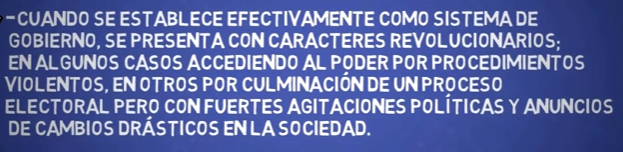 -CUANDO SE ESTABLECE EFECTIVAMENTE COMO SISTEMA DE
GOBIERNO, SE PRESENTA CON CARACTERES REVOLUCIONARIOS;
EN ALGUNOS CASOS ACCEDIENDO AL PODER POR PROCEDIMIENTOS
VIOLENTOS, EN OTROS POR CULMINACIÓN DE UN PROCESO
ELECTORAL PERO CON FUERTES AGITACIONES POLÍTICAS Y ANUNCIOS
DE CAMBIOS DRÁSTICOS EN LA SOCIEDAD.